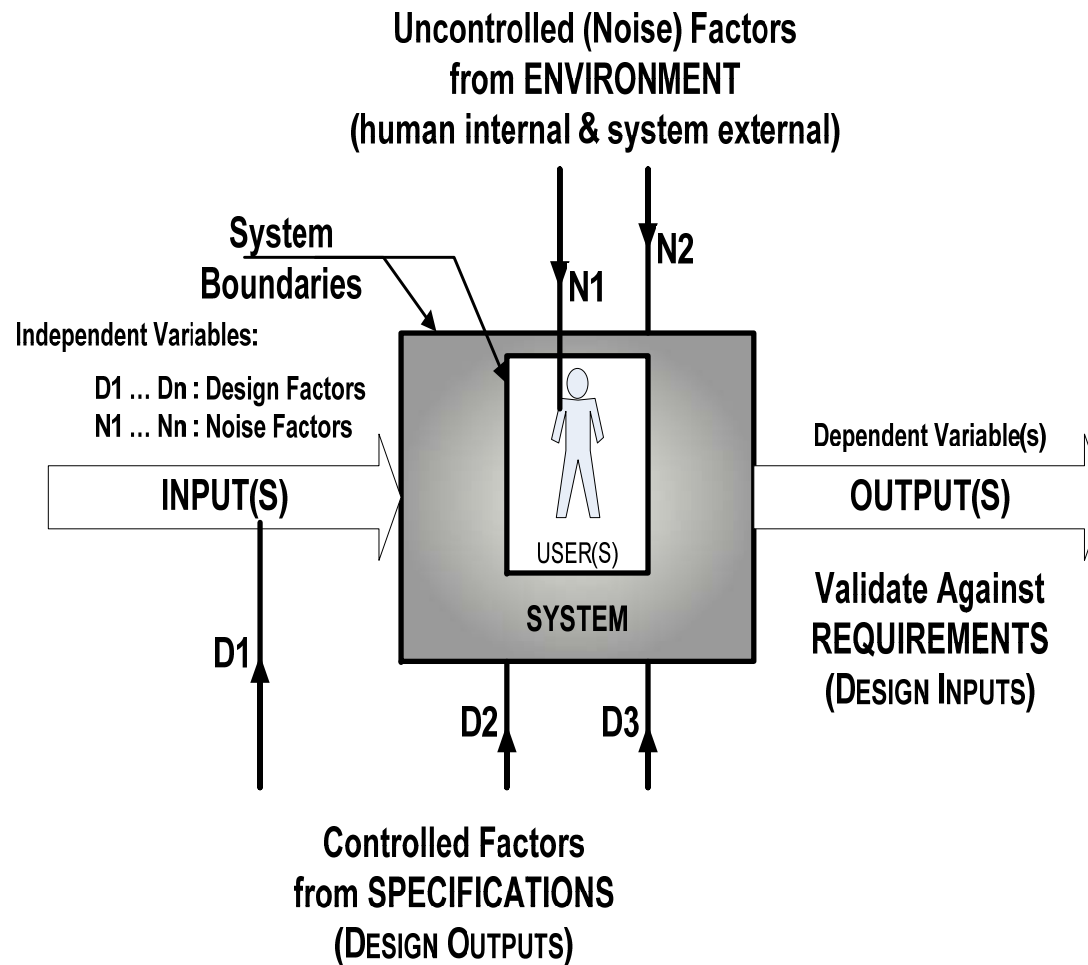 Uncontrolled (Noise) Factors
from ENVIRONMENT
(human internal & system external)
System
Boundaries
N1
N2
Independent Variables:
D1 ... Dn : Design Factors
N1 ... Nn : Noise Factors
INPUT(S)
USER(S)
SYSTEM
Dependent Variable(s)
OUTPUT(S)
Validate Against
REQUIREMENTS
(DESIGN INPUTS)
D1
D2
D3
Controlled Factors
from SPECIFICATIONS
(DESIGN OUTPUTS)